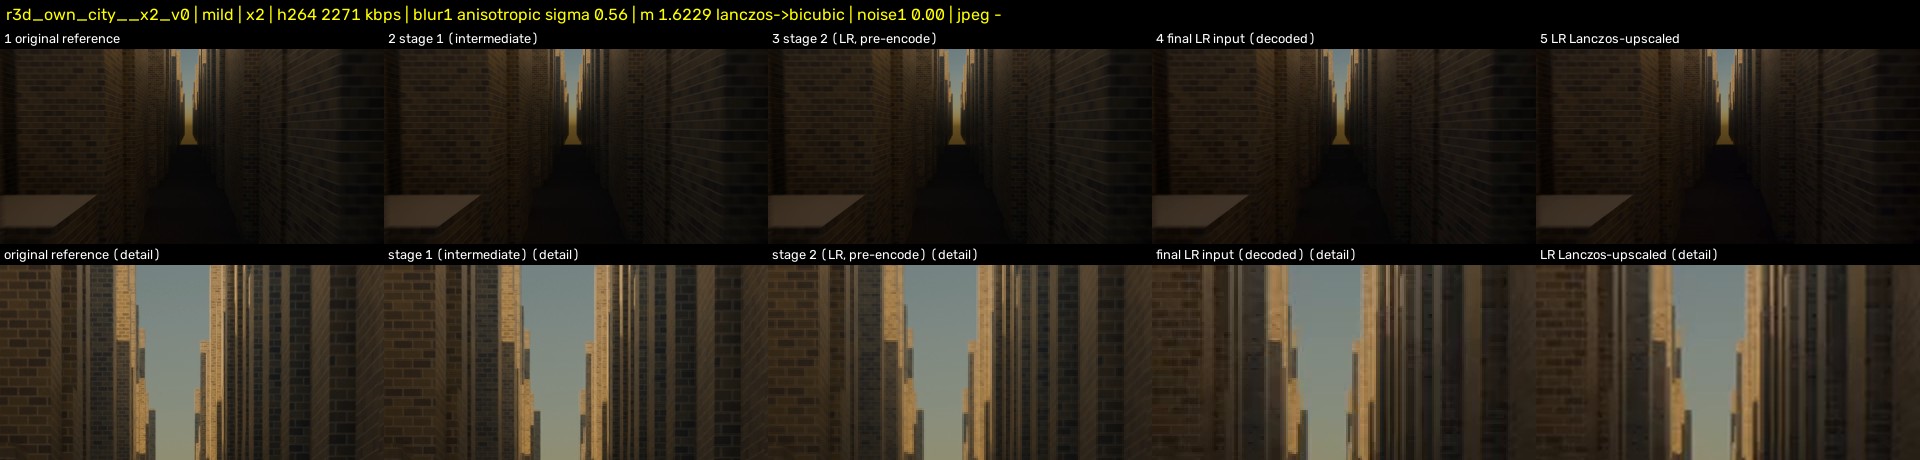 r3d_own_city__x2_v0 | mild | x2 | h264 2271 kbps | blur1 anisotropic sigma 0.56 | m 1.6229 lanczos->bicubic | noise1 0.00 | jpeg -
1 original reference
2 stage 1 (intermediate)
3 stage 2 (LR, pre-encode)
4 final LR input (decoded)
5 LR Lanczos-upscaled
original reference (detail)
stage 1 (intermediate) (detail)
stage 2 (LR, pre-encode) (detail)
final LR input (decoded) (detail)
LR Lanczos-upscaled (detail)